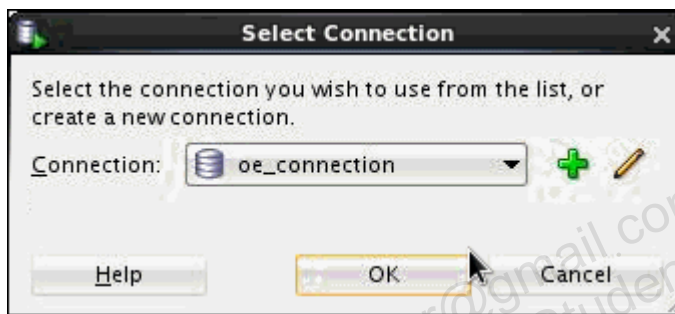 Select Connection
Select the connection you wish to use from the list, or
create a new connection.
Connection: oe_connection
Help OK Cancel